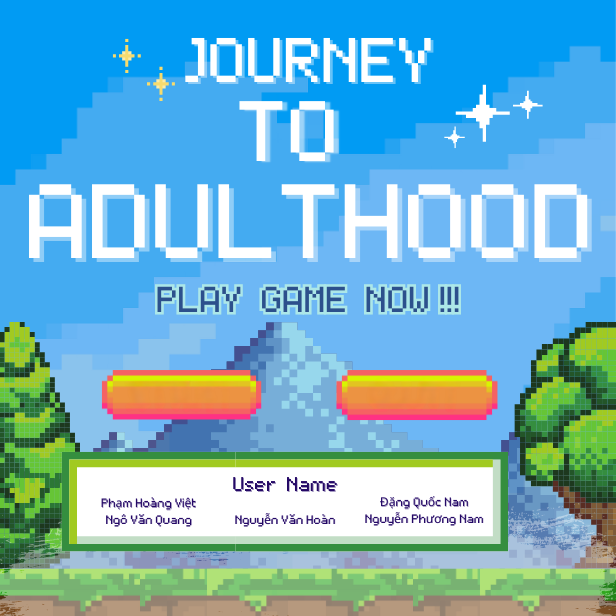 JOURNEY
TO
ADULTHOOD
PLAY GAME NOW!!!
User Name
Phạm Hoàng Việt
Ngô Văn Quang
Nguyễn Văn Hoàn
Đặng Quốc Nam
Nguyễn Phương Nam